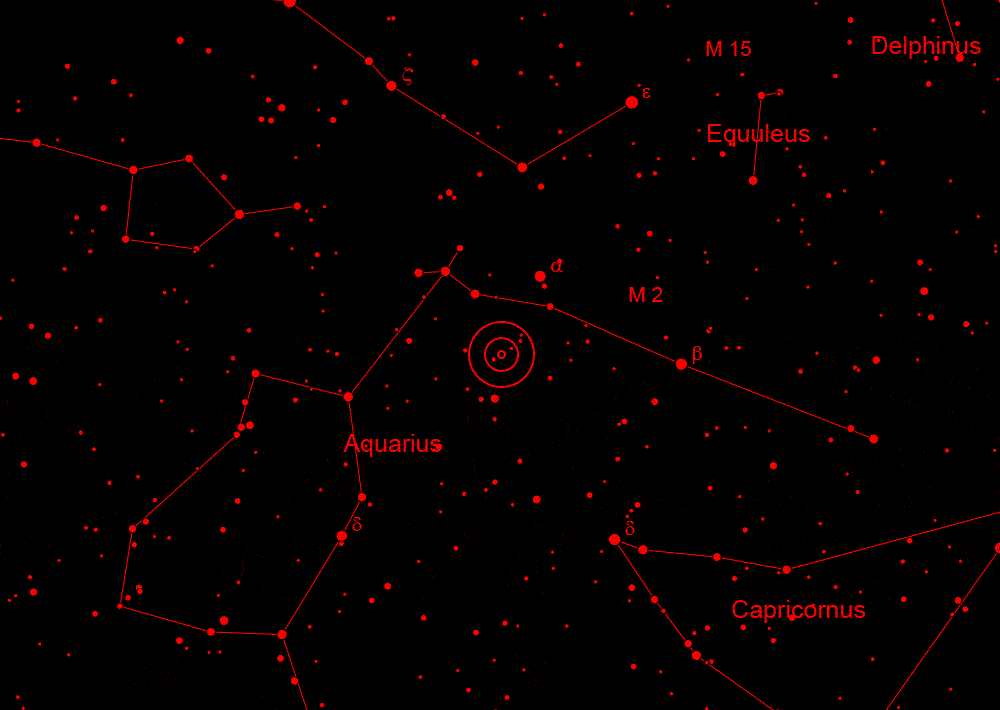 M 15
Delphinus
ζ
ε
Equuleus
α
M 2
β
Aquarius
δ
δ
Capricornus